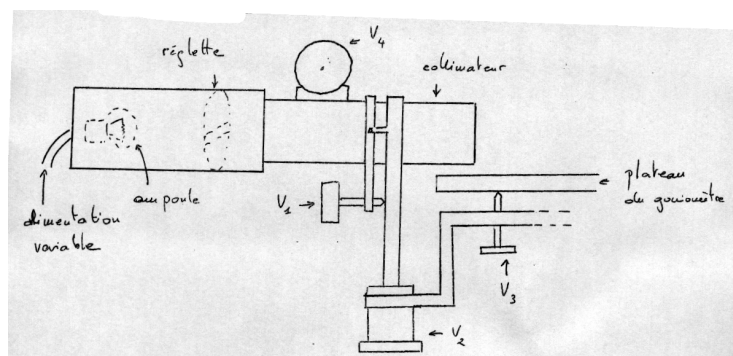 réglette
V4
collimateur
ampoule
V1
alimentation
variable
plateau
du goniomètre
V3
V2